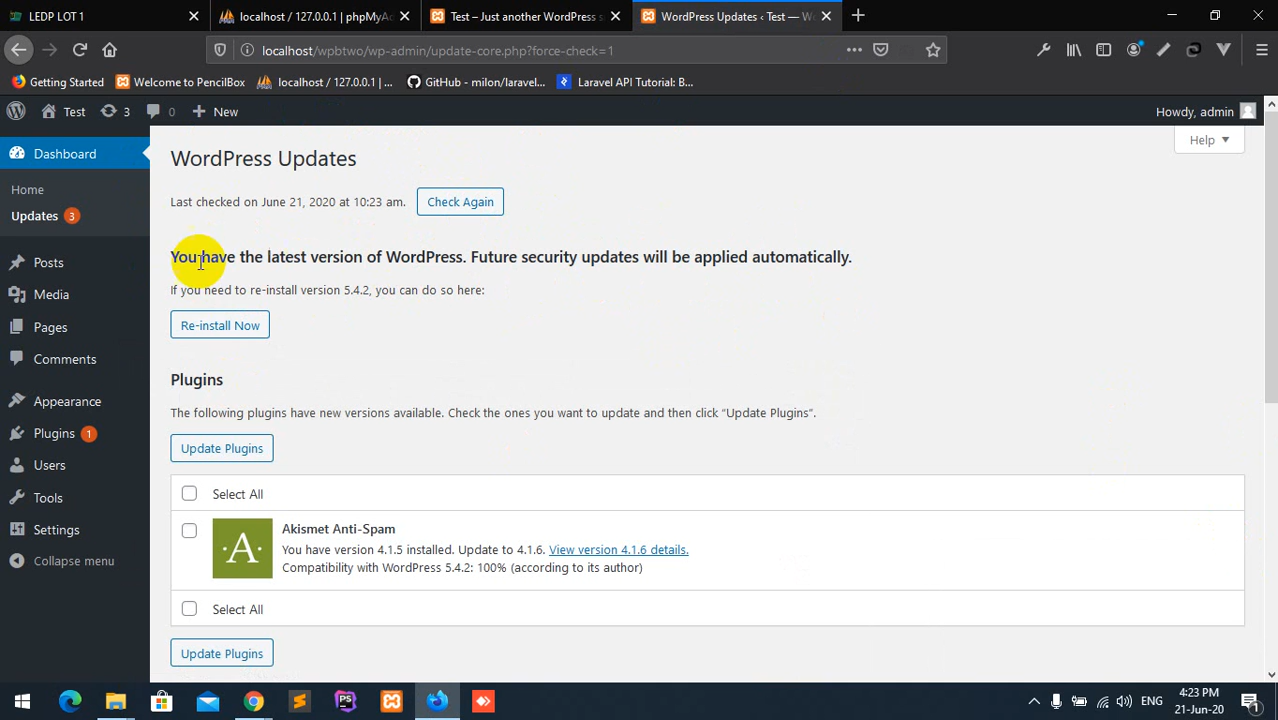 LEDP LOT 1
localhost / 127.0.0.1 | phpMyAd
Test – Just another WordPress s
WordPress Updates ‹ Test — W
localhost/wpbtwo/wp-admin/update-core.php?force-check=1
Getting Started
Welcome to PencilBox
localhost / 127.0.0.1 | ...
GitHub - milon/laravel...
Laravel API Tutorial: B...
Test
3
0
New
Howdy, admin
Dashboard
Home
Updates 3
Posts
Media
Pages
Comments
Appearance
Plugins 1
Users
Tools
Settings
Collapse menu
Help
WordPress Updates
Last checked on June 21, 2020 at 10:23 am.
Check Again
You have the latest version of WordPress. Future security updates will be applied automatically.
If you need to re-install version 5.4.2, you can do so here:
Re-install Now
Plugins
The following plugins have new versions available. Check the ones you want to update and then click “Update Plugins”.
Update Plugins
Select All
A
Akismet Anti-Spam
You have version 4.1.5 installed. Update to 4.1.6. View version 4.1.6 details.
Compatibility with WordPress 5.4.2: 100% (according to its author)
Select All
Update Plugins
PS
ENG
4:23 PM
21-Jun-20
1